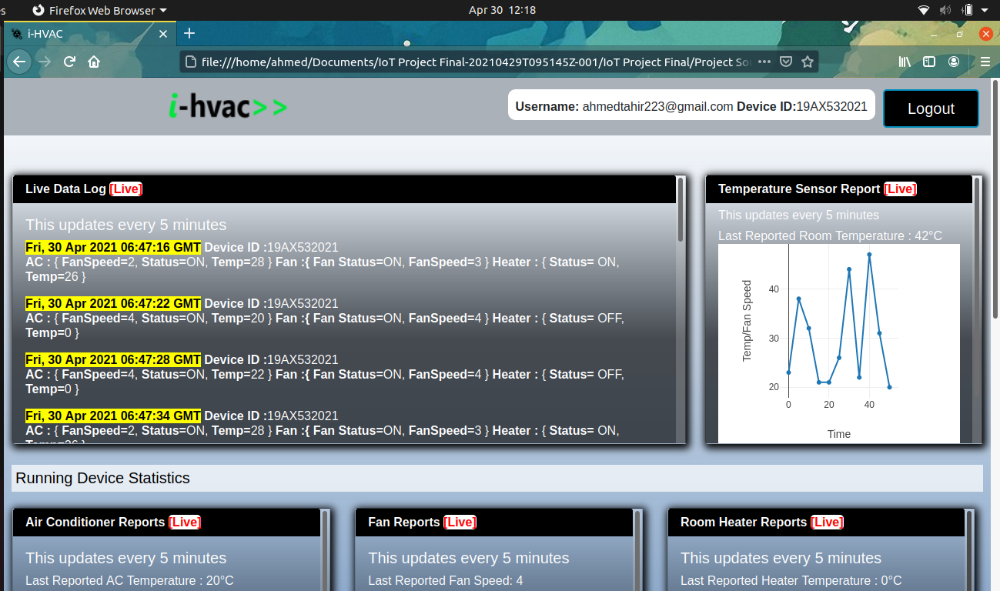 s Firefox Web Browser Apr 30 12:18
i-HVAC
file:///home/ahmed/Documents/IoT Project Final-20210429T095145Z-001/IoT Project Final/Project Sou
i-hvac>>
Username: ahmedtahir223@gmail.com Device ID:19AX532021
Logout
Live Data Log [Live]
This updates every 5 minutes
Fri, 30 Apr 2021 06:47:16 GMT Device ID :19AX532021
AC : { FanSpeed=2, Status=ON, Temp=28 } Fan :{ Fan Status=ON, FanSpeed=3 } Heater : { Status= ON,
Temp=26 }
Fri, 30 Apr 2021 06:47:22 GMT Device ID :19AX532021
AC : { FanSpeed=4, Status=ON, Temp=20 } Fan :{ Fan Status=ON, FanSpeed=4 } Heater : { Status= OFF,
Temp=0 }
Fri, 30 Apr 2021 06:47:28 GMT Device ID :19AX532021
AC : { FanSpeed=4, Status=ON, Temp=22 } Fan :{ Fan Status=ON, FanSpeed=4 } Heater : { Status= OFF,
Temp=0 }
Fri, 30 Apr 2021 06:47:34 GMT Device ID :19AX532021
AC : { FanSpeed=2, Status=ON, Temp=28 } Fan :{ Fan Status=ON, FanSpeed=3 } Heater : { Status= ON,
Temp=26 }
Temperature Sensor Report [Live]
This updates every 5 minutes
Last Reported Room Temperature : 42°C
Temp/Fan Speed
40
30
20
0 20 40
Time
Running Device Statistics
Air Conditioner Reports [Live]
This updates every 5 minutes
Last Reported AC Temperature : 20°C
Fan Reports [Live]
This updates every 5 minutes
Last Reported Fan Speed: 4
Room Heater Reports [Live]
This updates every 5 minutes
Last Reported Heater Temperature : 0°C